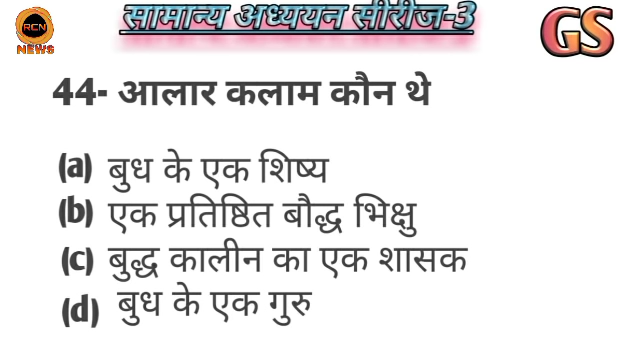 RCN
NEWS
सामान्य अध्ययन सीरीज-3
GS
44- आलार कलाम कौन थे
(a) बुध के एक शिष्य
(b) एक प्रतिष्ठित बौद्ध भिक्षु
(c) बुद्ध कालीन का एक शासक
(d) बुध के एक गुरु